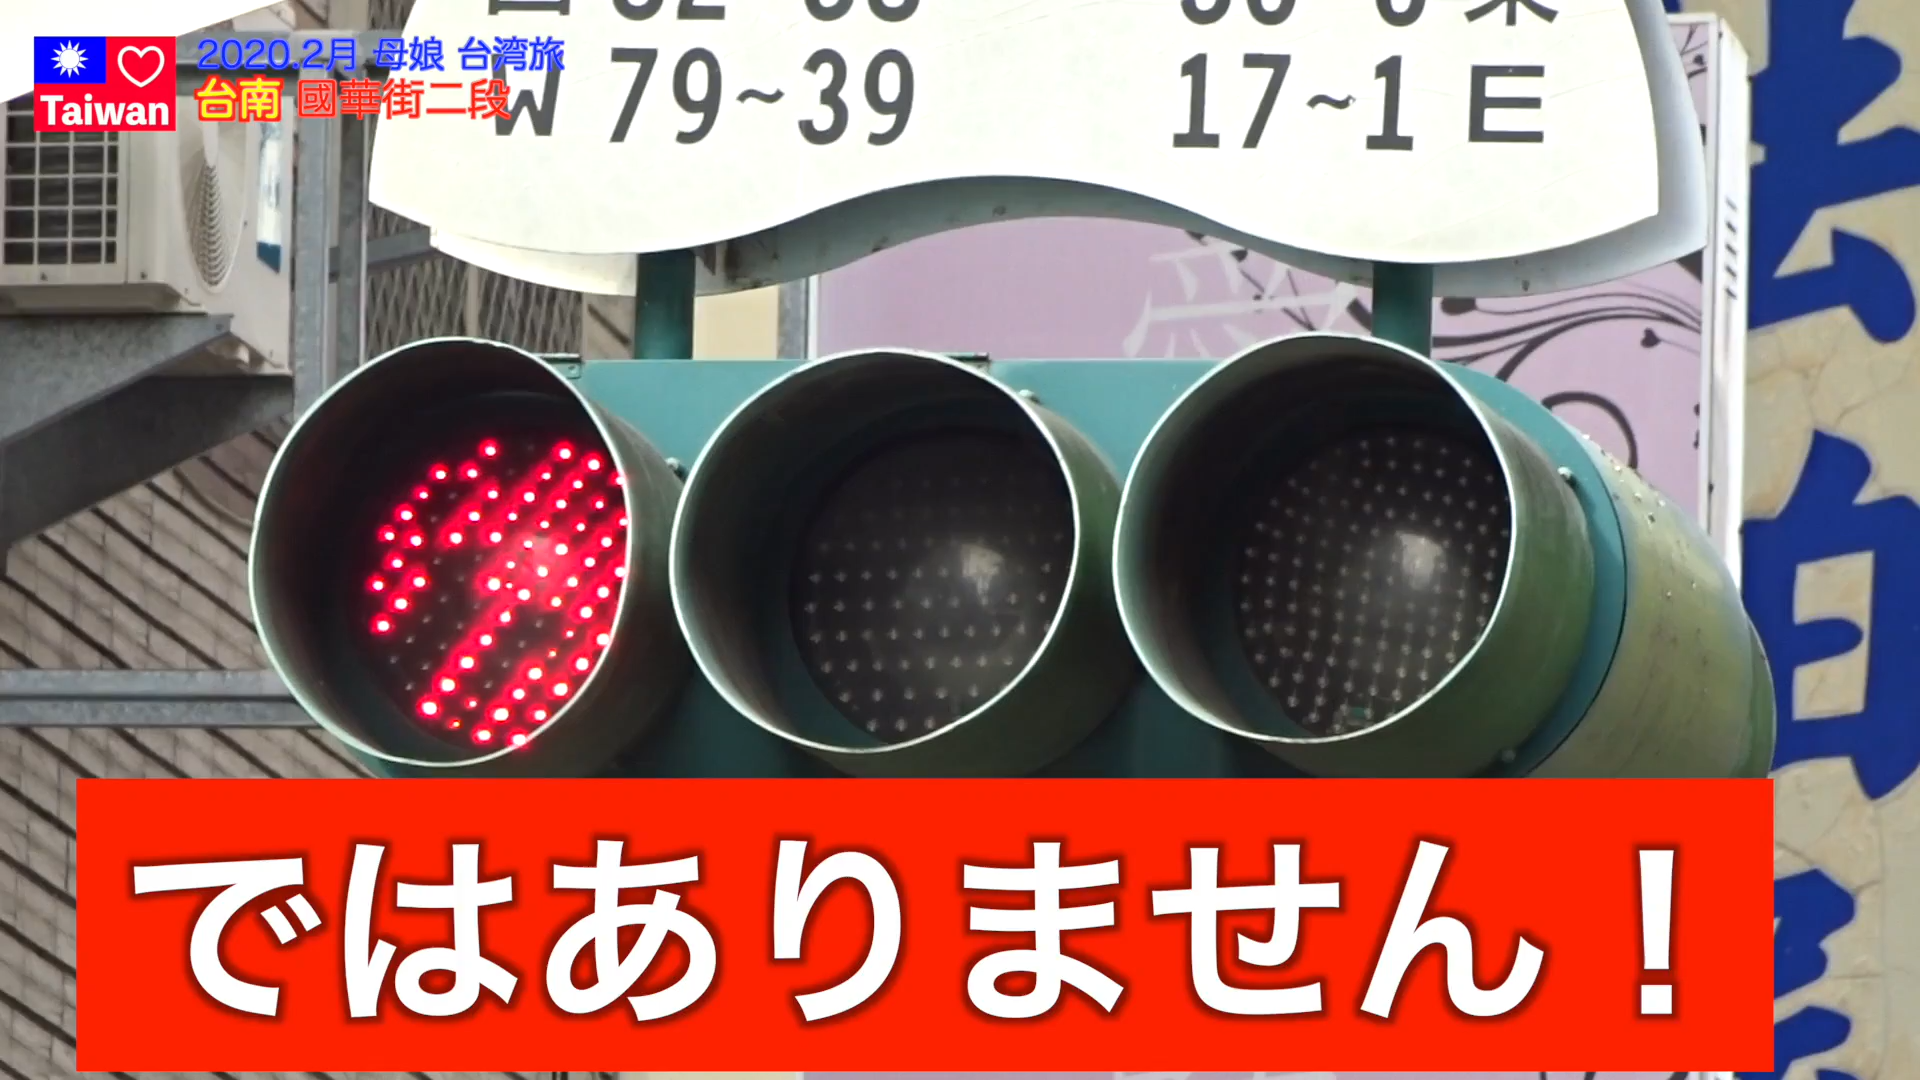 2020.2月 母娘 台湾旅
台南 國華街二段
Taiwan
W 79~39 17~1 E
ではありません！